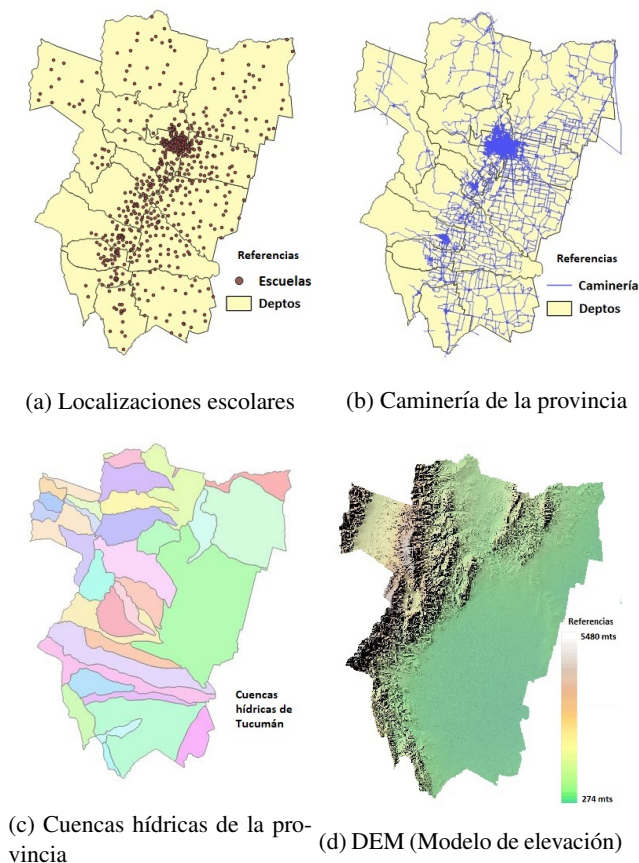 Referencias
Escuelas
Deptos
Referencias
Caminería
Deptos
(a) Localizaciones escolares
(b) Caminería de la provincia
Cuencas
hídricas de
Tucumán
Referencias
5480 mts
274 mts
(c) Cuencas hídricas de la pro-
vincia
(d) DEM (Modelo de elevación)